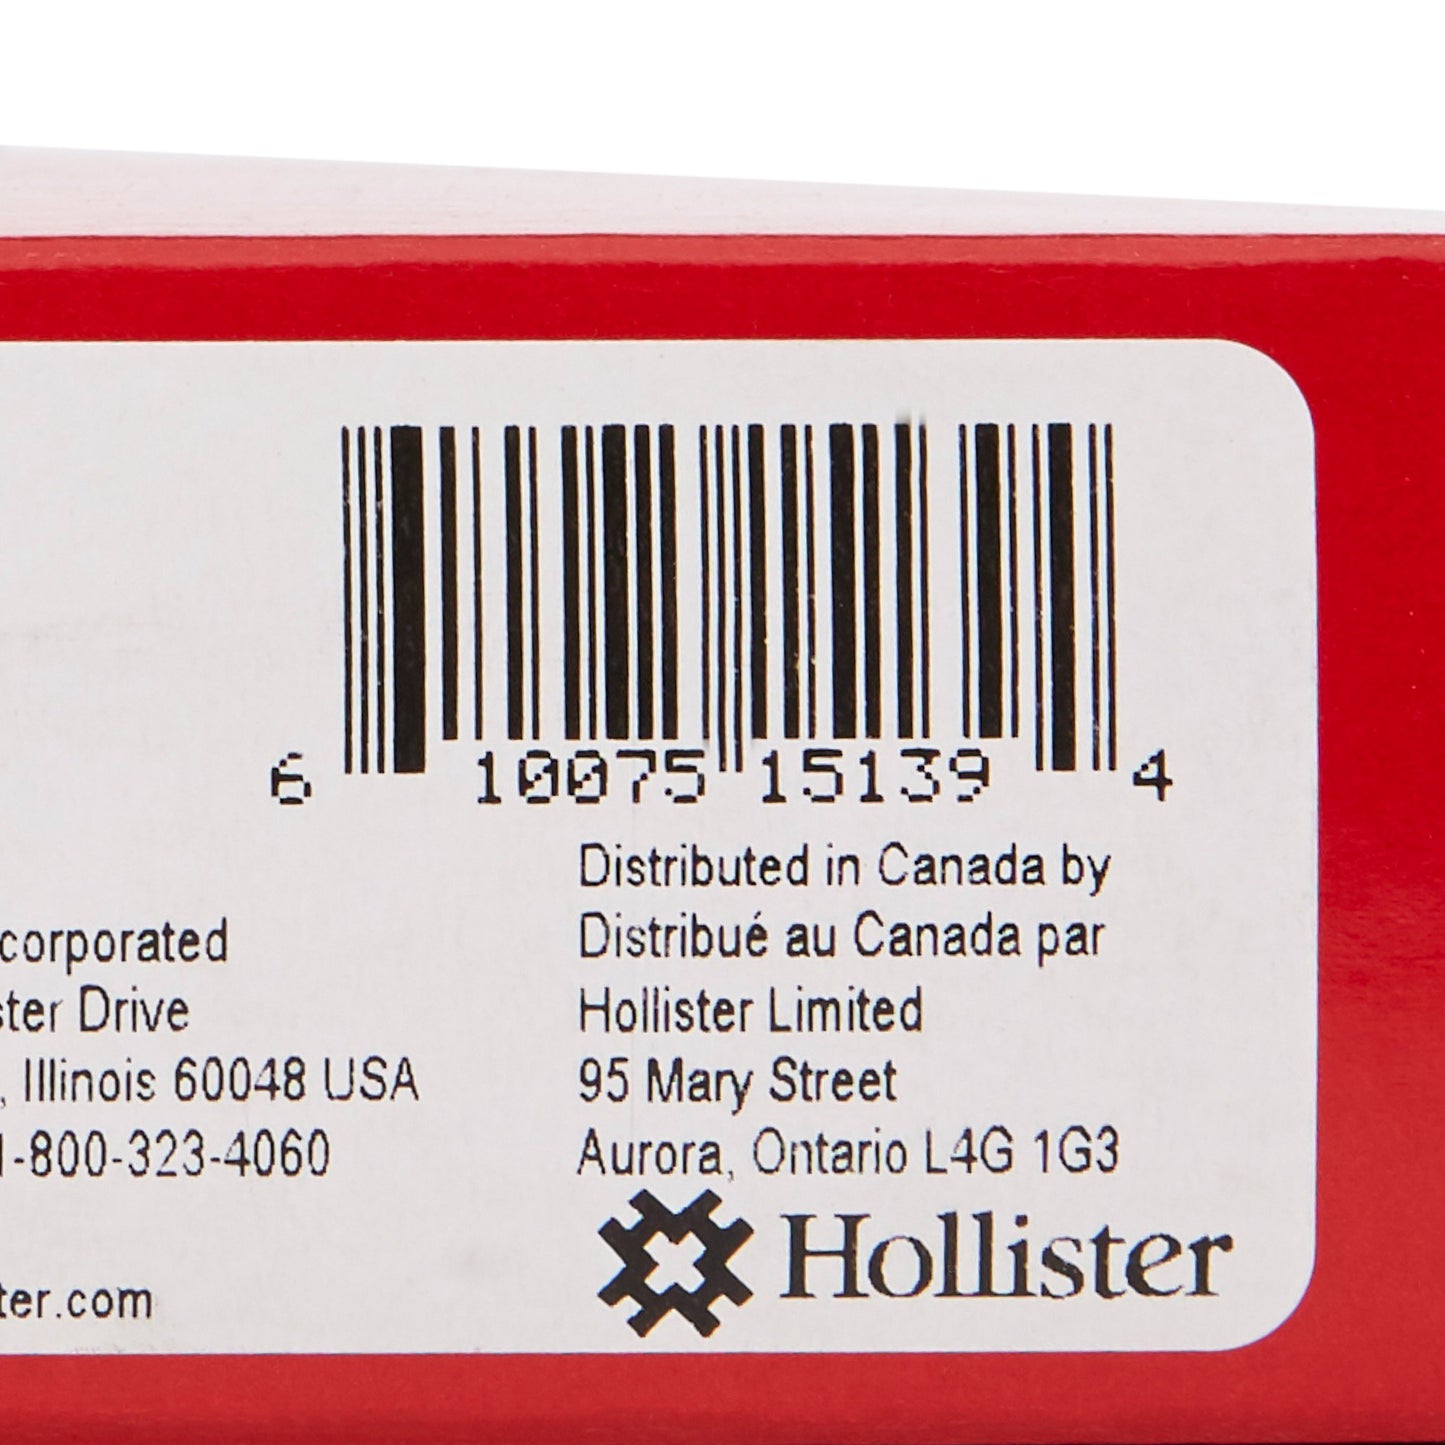 6 10075 15139 4
corporated
ster Drive
, Illinois 60048 USA
1-800-323-4060
ter.com
Distributed in Canada by
Distribué au Canada par
Hollister Limited
95 Mary Street
Aurora, Ontario L4G 1G3
Hollister